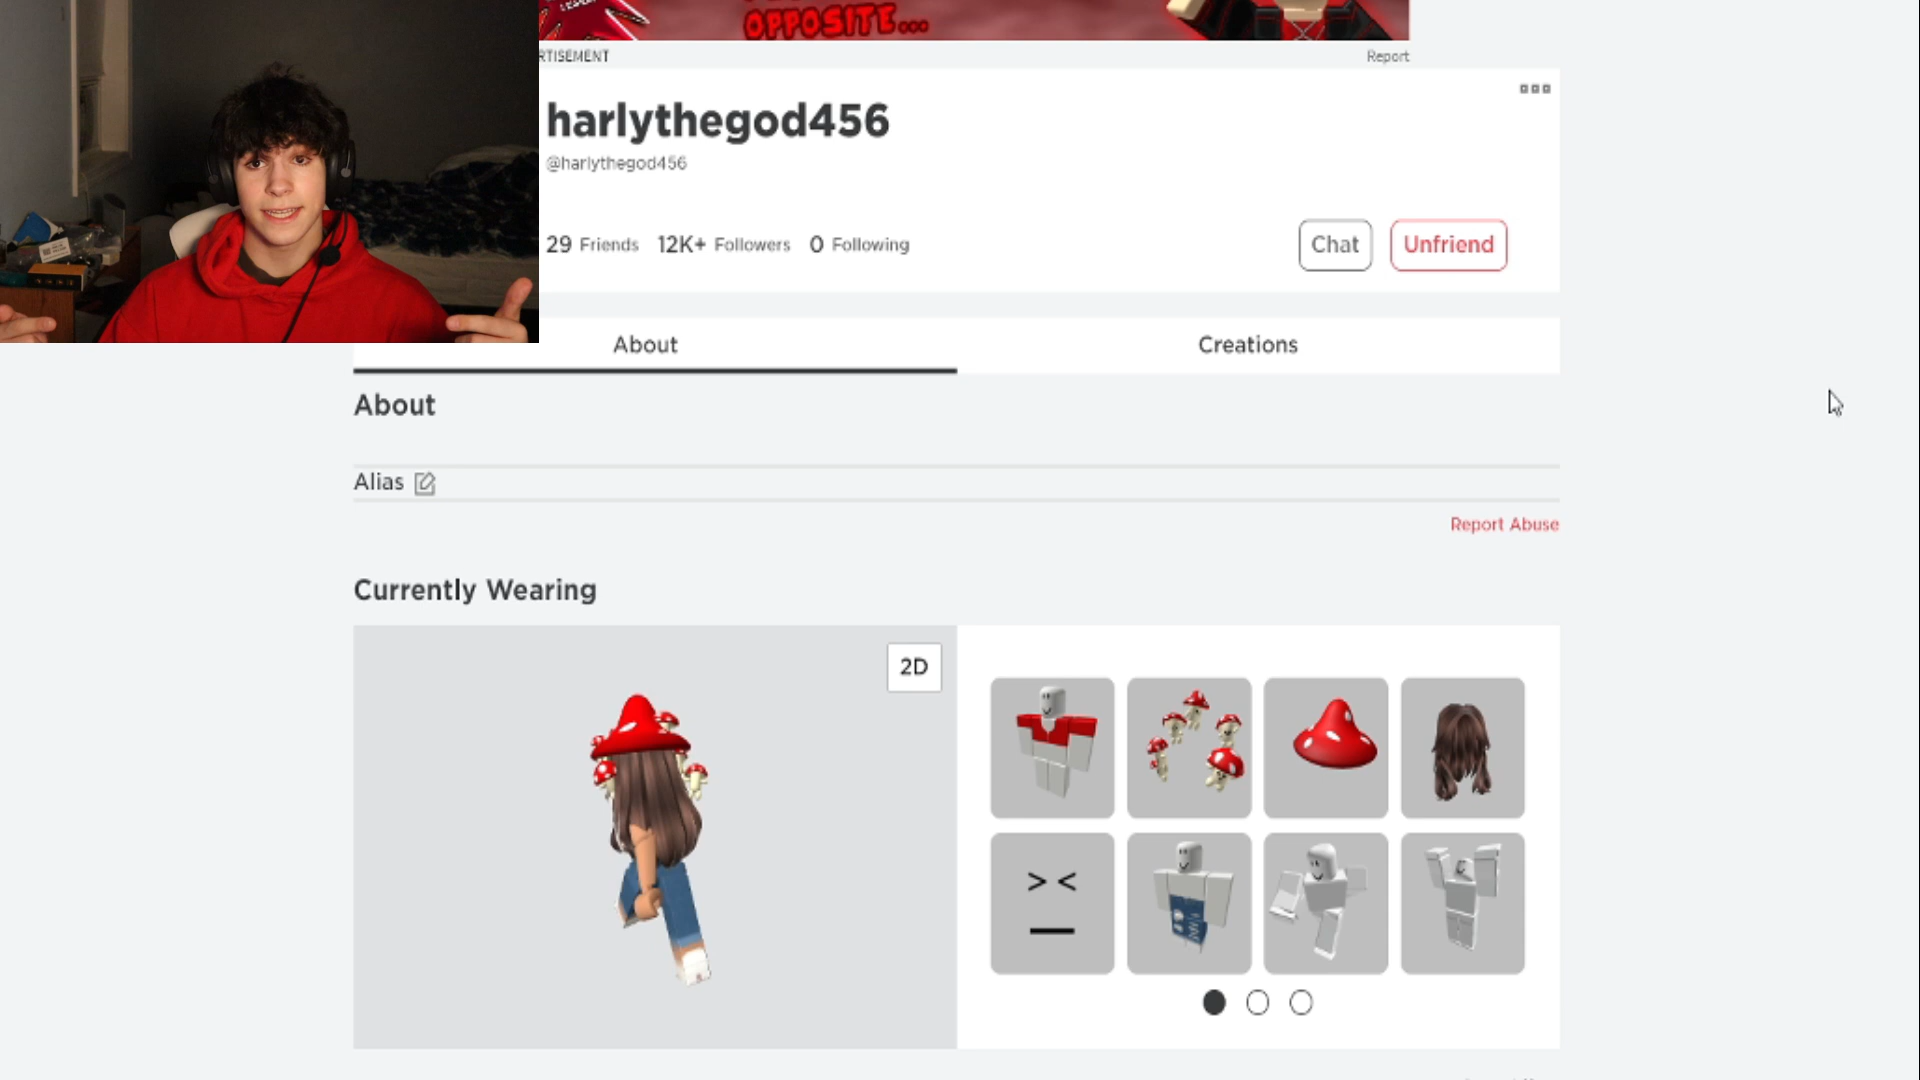 OPPOSITE...
RTISEMENT
Report
harlythegod456
@harlythegod456
29 Friends 12K+ Followers 0 Following
Chat
Unfriend
About
Creations
About
Alias
Report Abuse
Currently Wearing
2D